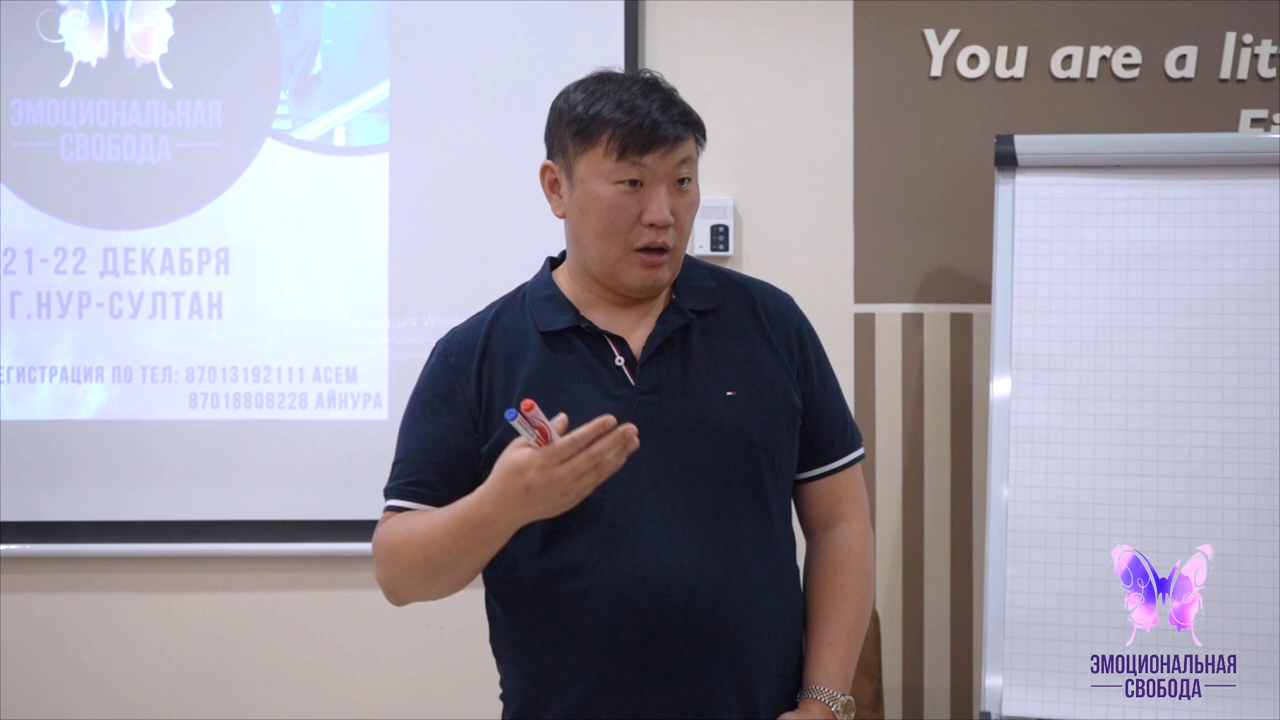 ЭМОЦИОНАЛЬНАЯ
СВОБОДА
21-22 ДЕКАБРЯ
Г.НУР-СУЛТАН
ЕГИСТРАЦИЯ ПО ТЕЛ: 87013192111 АСЕМ
87018808228 АЙНУРА
You are a lit
ЭМОЦИОНАЛЬНАЯ
СВОБОДА